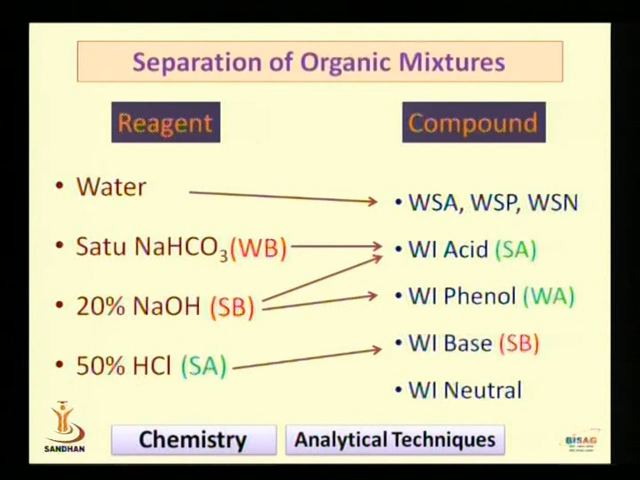 Separation of Organic Mixtures
Reagent
Compound
• Water
• WSA, WSP, WSN
• Satu NaHCO₃(WB)
• WI Acid (SA)
• 20% NaOH (SB)
• WI Phenol (WA)
• 50% HCl (SA)
• WI Base (SB)
• WI Neutral
SANDHAN
Chemistry
Analytical Techniques
BISAG